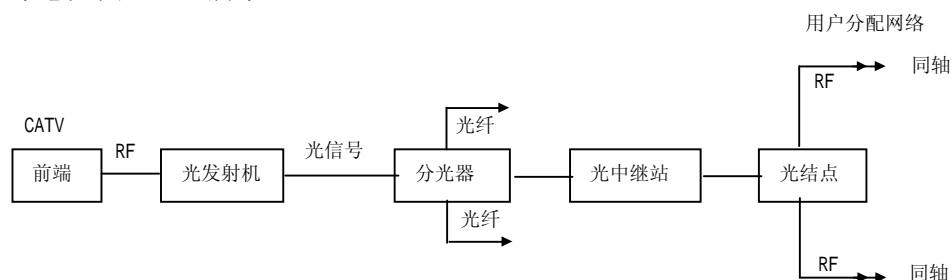 用户分配网络
同轴
RF
CATV
光纤
前端
RF
光发射机
光信号
分光器
光中继站
光结点
光纤
RF
同轴